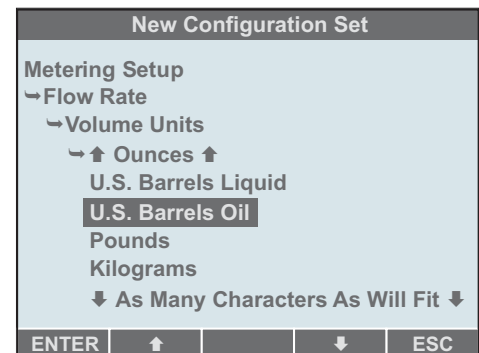 New Configuration Set
Metering Setup
➥Flow Rate
➥Volume Units
➥⬆ Ounces ⬆
U.S. Barrels Liquid
U.S. Barrels Oil
Pounds
Kilograms
⬇ As Many Characters As Will Fit ⬇
ENTER ⬆ ⬇ ESC